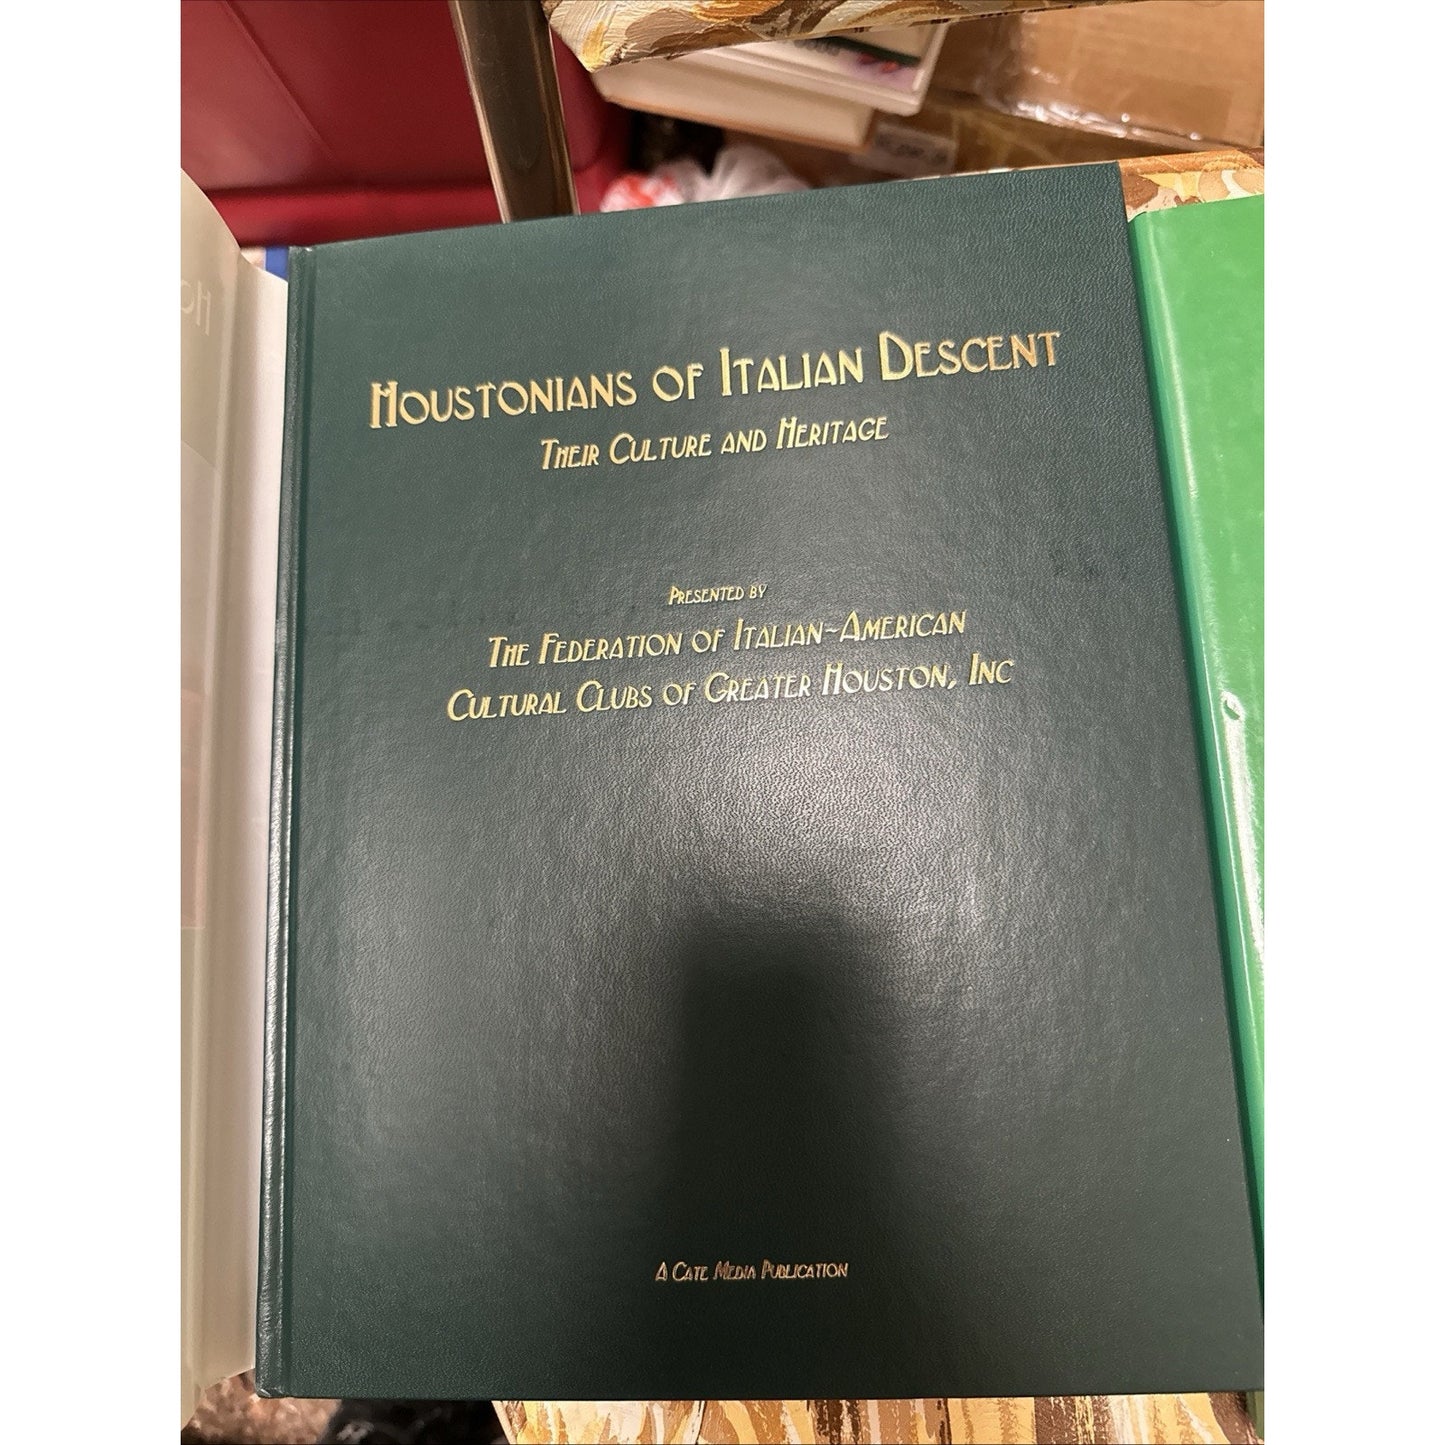 Houstonians of Italian Descent
Their Culture and Heritage
Presented by
The Federation of Italian~American
Cultural Clubs of Greater Houston, Inc
A Cate Media Publication